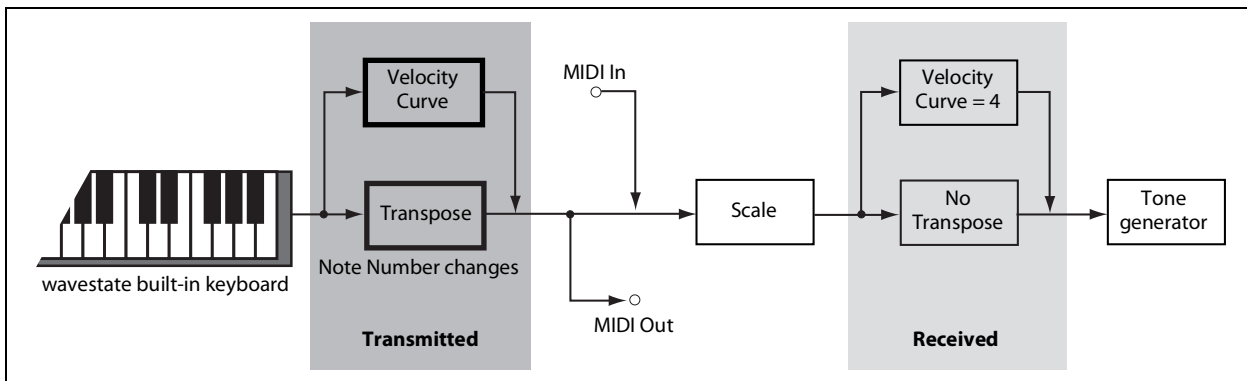 Velocity
Curve
MIDI In
Velocity
Curve = 4
Transpose
Scale
No
Transpose
Tone
generator
Note Number changes
wavestate built-in keyboard
MIDI Out
Transmitted
Received